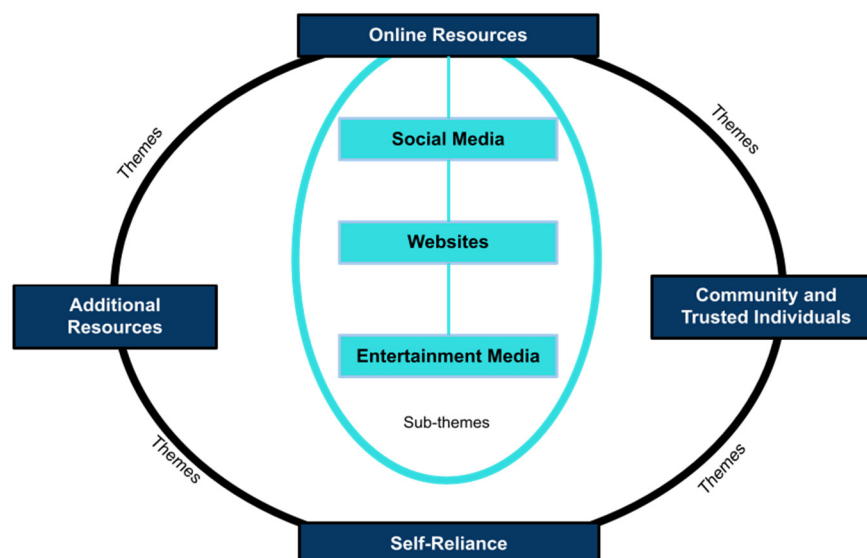 Online Resources
Themes
Themes
Social Media
Websites
Additional
Resources
Community and
Trusted Individuals
Entertainment Media
Sub-themes
Themes
Themes
Self-Reliance